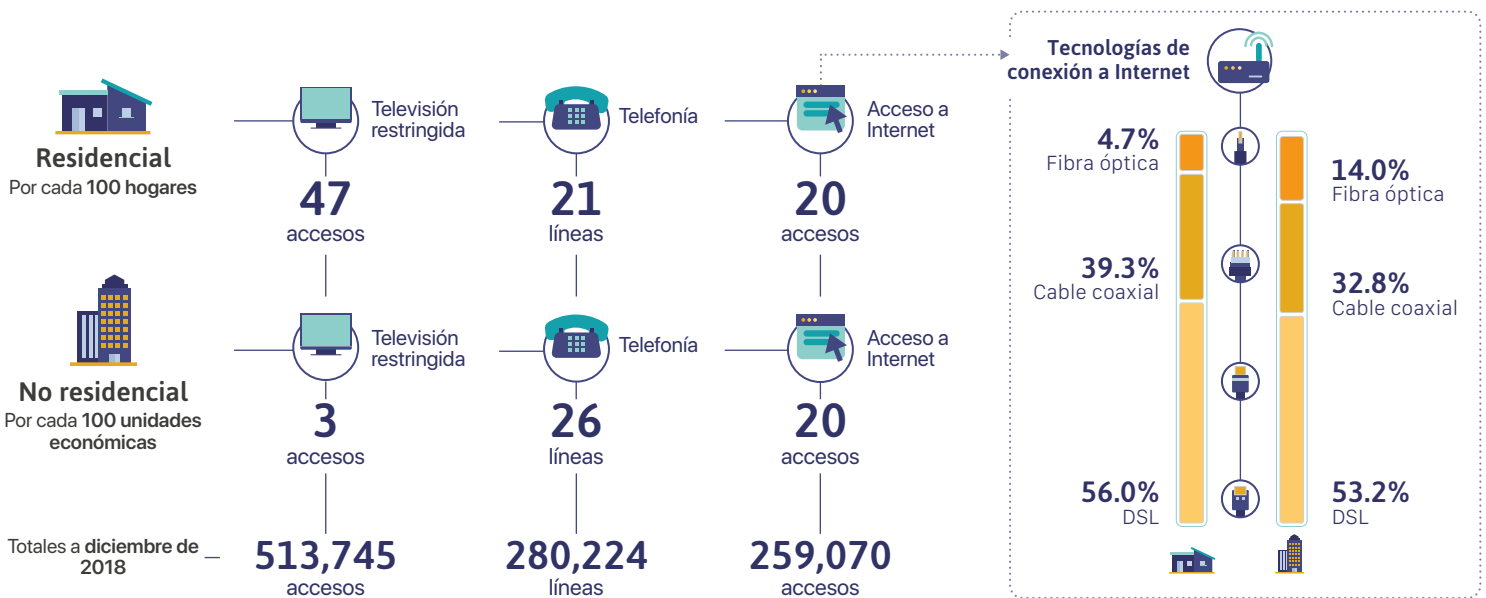 Residencial
Por cada 100 hogares
Televisión
restringida
47
accesos
Telefonía
21
líneas
Acceso a
Internet
20
accesos
No residencial
Por cada 100 unidades
económicas
Televisión
restringida
3
accesos
Telefonía
26
líneas
Acceso a
Internet
20
accesos
Totales a diciembre de
2018
513,745
accesos
280,224
líneas
259,070
accesos
Tecnologías de
conexión a Internet
4.7%
Fibra óptica
39.3%
Cable coaxial
56.0%
DSL
14.0%
Fibra óptica
32.8%
Cable coaxial
53.2%
DSL